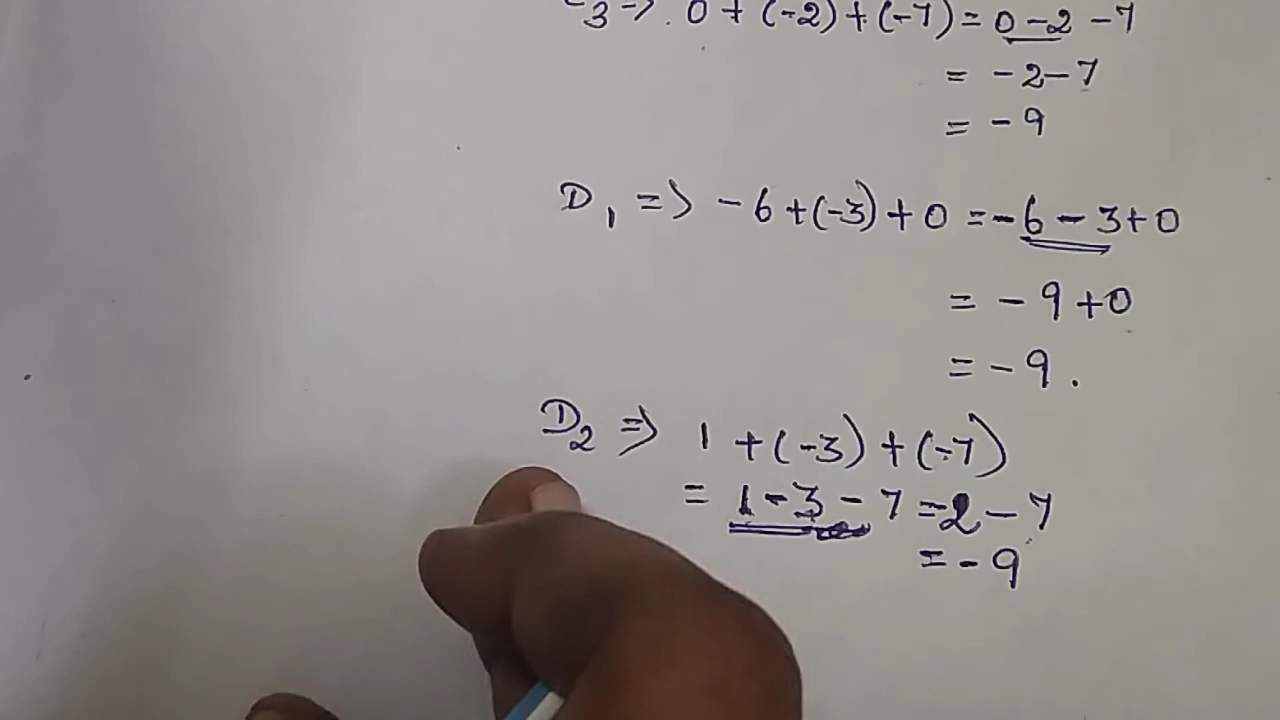 3 => . 0 + (-2) + (-7) = 0 - 2 - 7
= -2-7
= -9
D1 => -6+(-3)+0 = -6-3+0
= -9+0
= -9.
D2 => 1 +(-3)+(-7)
= 1-3-7 =-2-7
= -9